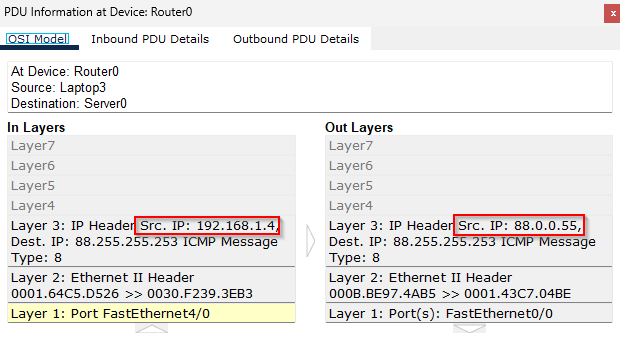 PDU Information at Device: Router0
x
OSI Model Inbound PDU Details Outbound PDU Details
At Device: Router0
Source: Laptop3
Destination: Server0
In Layers
Layer7
Layer6
Layer5
Layer4
Layer 3: IP Header Src. IP: 192.168.1.4,
Dest. IP: 88.255.255.253 ICMP Message
Type: 8
Layer 2: Ethernet II Header
0001.64C5.D526 >> 0030.F239.3EB3
Layer 1: Port FastEthernet4/0
Out Layers
Layer7
Layer6
Layer5
Layer4
Layer 3: IP Header Src. IP: 88.0.0.55,
Dest. IP: 88.255.255.253 ICMP Message
Type: 8
Layer 2: Ethernet II Header
000B.BE97.4AB5 >> 0001.43C7.04BE
Layer 1: Port(s): FastEthernet0/0